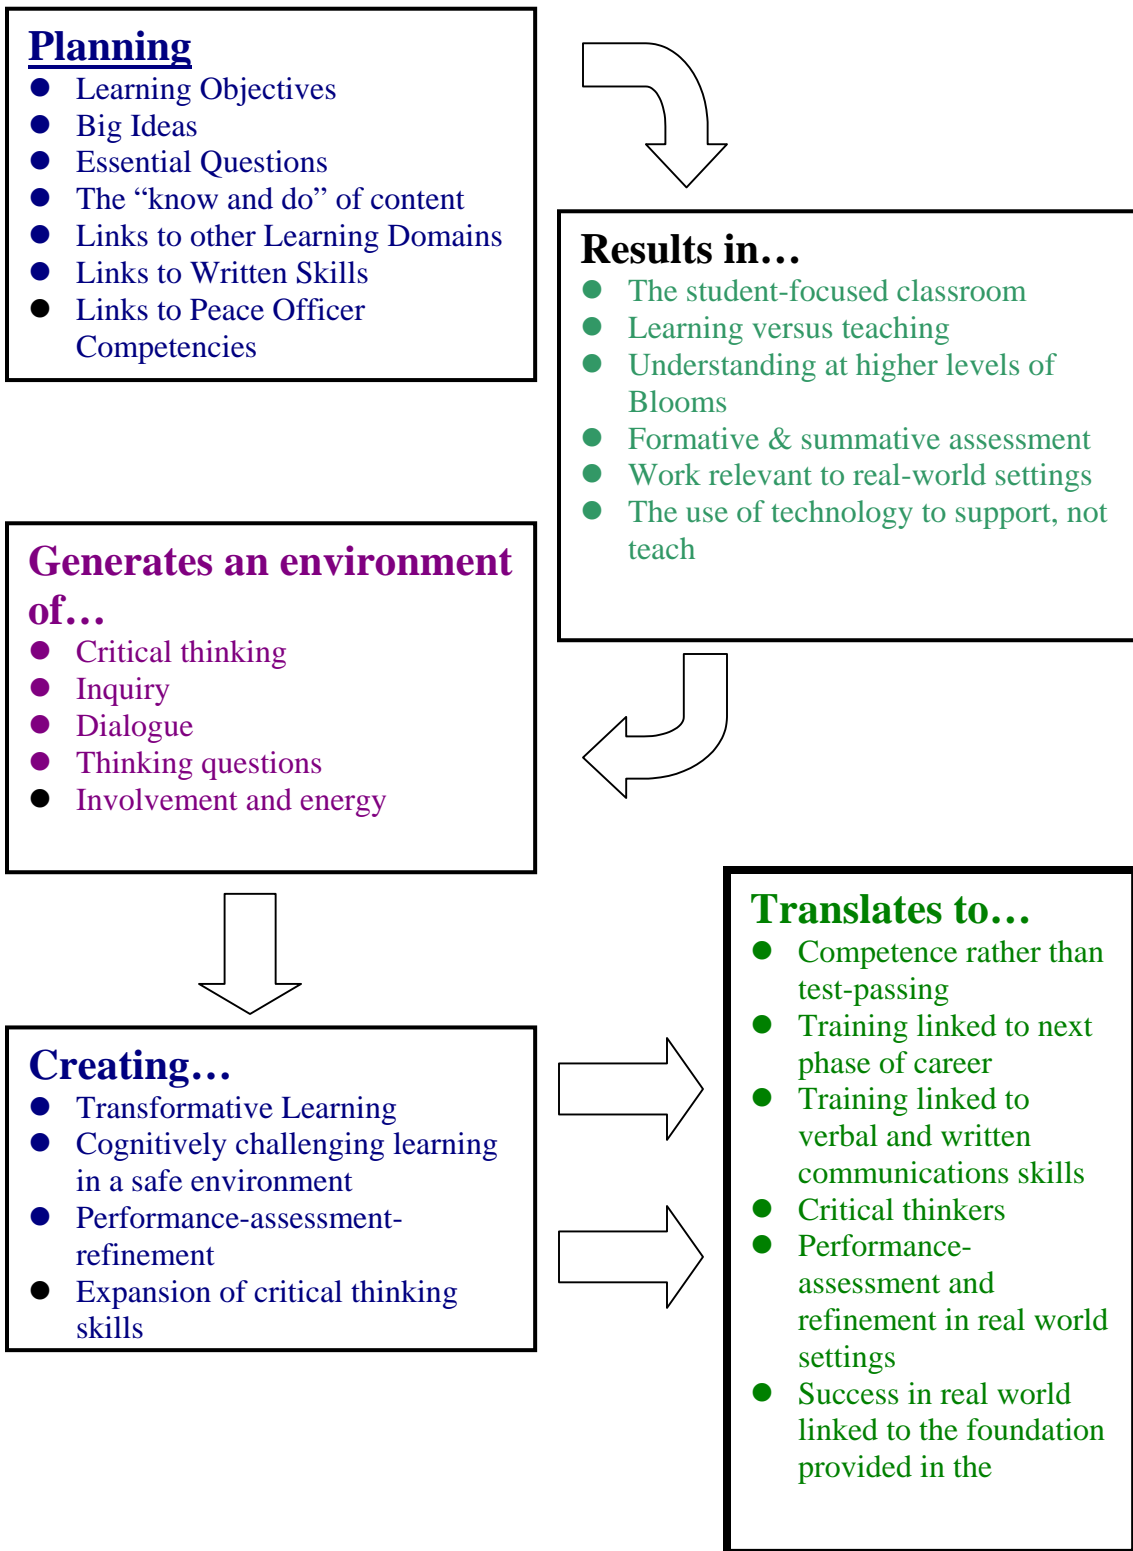 Planning
● Learning Objectives
● Big Ideas
● Essential Questions
● The “know and do” of content
● Links to other Learning Domains
● Links to Written Skills
● Links to Peace Officer
Competencies
Results in…
● The student-focused classroom
● Learning versus teaching
● Understanding at higher levels of
Blooms
● Formative & summative assessment
● Work relevant to real-world settings
● The use of technology to support, not
teach
Generates an environment
of…
● Critical thinking
● Inquiry
● Dialogue
● Thinking questions
● Involvement and energy
Creating…
● Transformative Learning
● Cognitively challenging learning
in a safe environment
● Performance-assessment-
refinement
● Expansion of critical thinking
skills
Translates to…
● Competence rather than
test-passing
● Training linked to next
phase of career
● Training linked to
verbal and written
communications skills
● Critical thinkers
● Performance-
assessment and
refinement in real world
settings
● Success in real world
linked to the foundation
provided in the